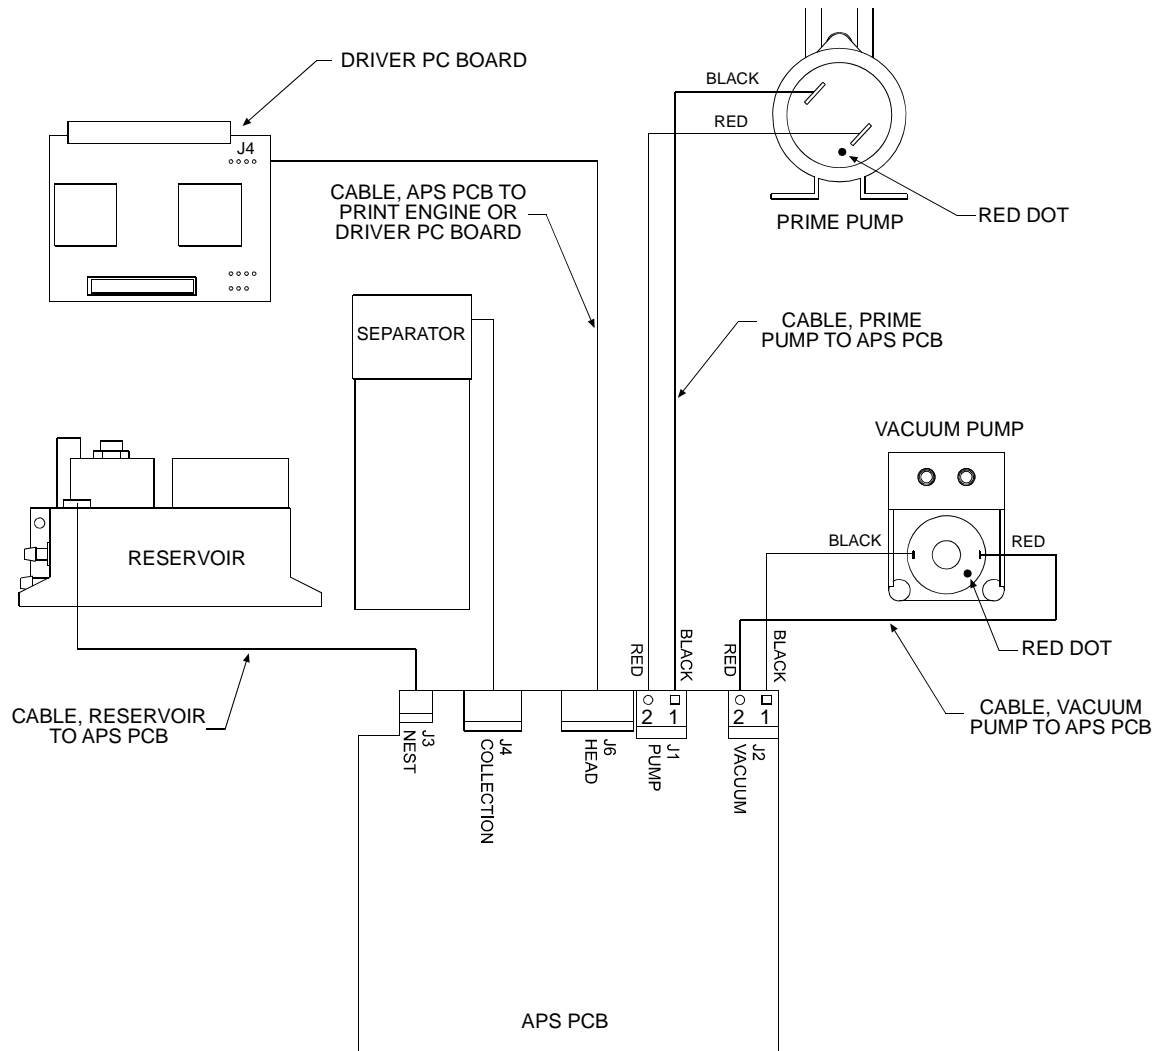 DRIVER PC BOARD
J4
CABLE, APS PCB TO
PRINT ENGINE OR
DRIVER PC BOARD
BLACK
RED
RED DOT
PRIME PUMP
SEPARATOR
CABLE, PRIME
PUMP TO APS PCB
VACUUM PUMP
BLACK
RED
RED DOT
RESERVOIR
CABLE, RESERVOIR
TO APS PCB
CABLE, VACUUM
PUMP TO APS PCB
RED
BLACK
RED
BLACK
2 1
2 1
J3
NEST
J4
COLLECTION
J6
HEAD
J1
PUMP
J2
VACUUM
APS PCB